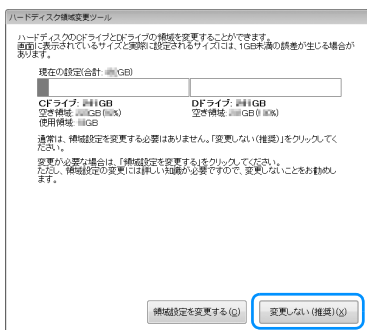 ハードディスク領域変更ツール
ハードディスクのCドライブとDドライブの領域を変更することができます。
画面に表示されているサイズと実際に設定されるサイズには、1GB未満の誤差が生じる場合が
あります。
現在の設定(合計: GB)
Cドライブ: GB
Dドライブ: GB
空き領域: GB( %)
空き領域: GB( %)
使用領域: GB
通常は、領域設定を変更する必要はありません。「変更しない(推奨)」をクリックしてく
ださい。
変更が必要な場合は、「領域設定を変更する」をクリックしてください。
ただし、領域設定の変更には詳しい知識が必要ですので、変更しないことをお勧めし
ます。
領域設定を変更する(O)
変更しない(推奨)(X)